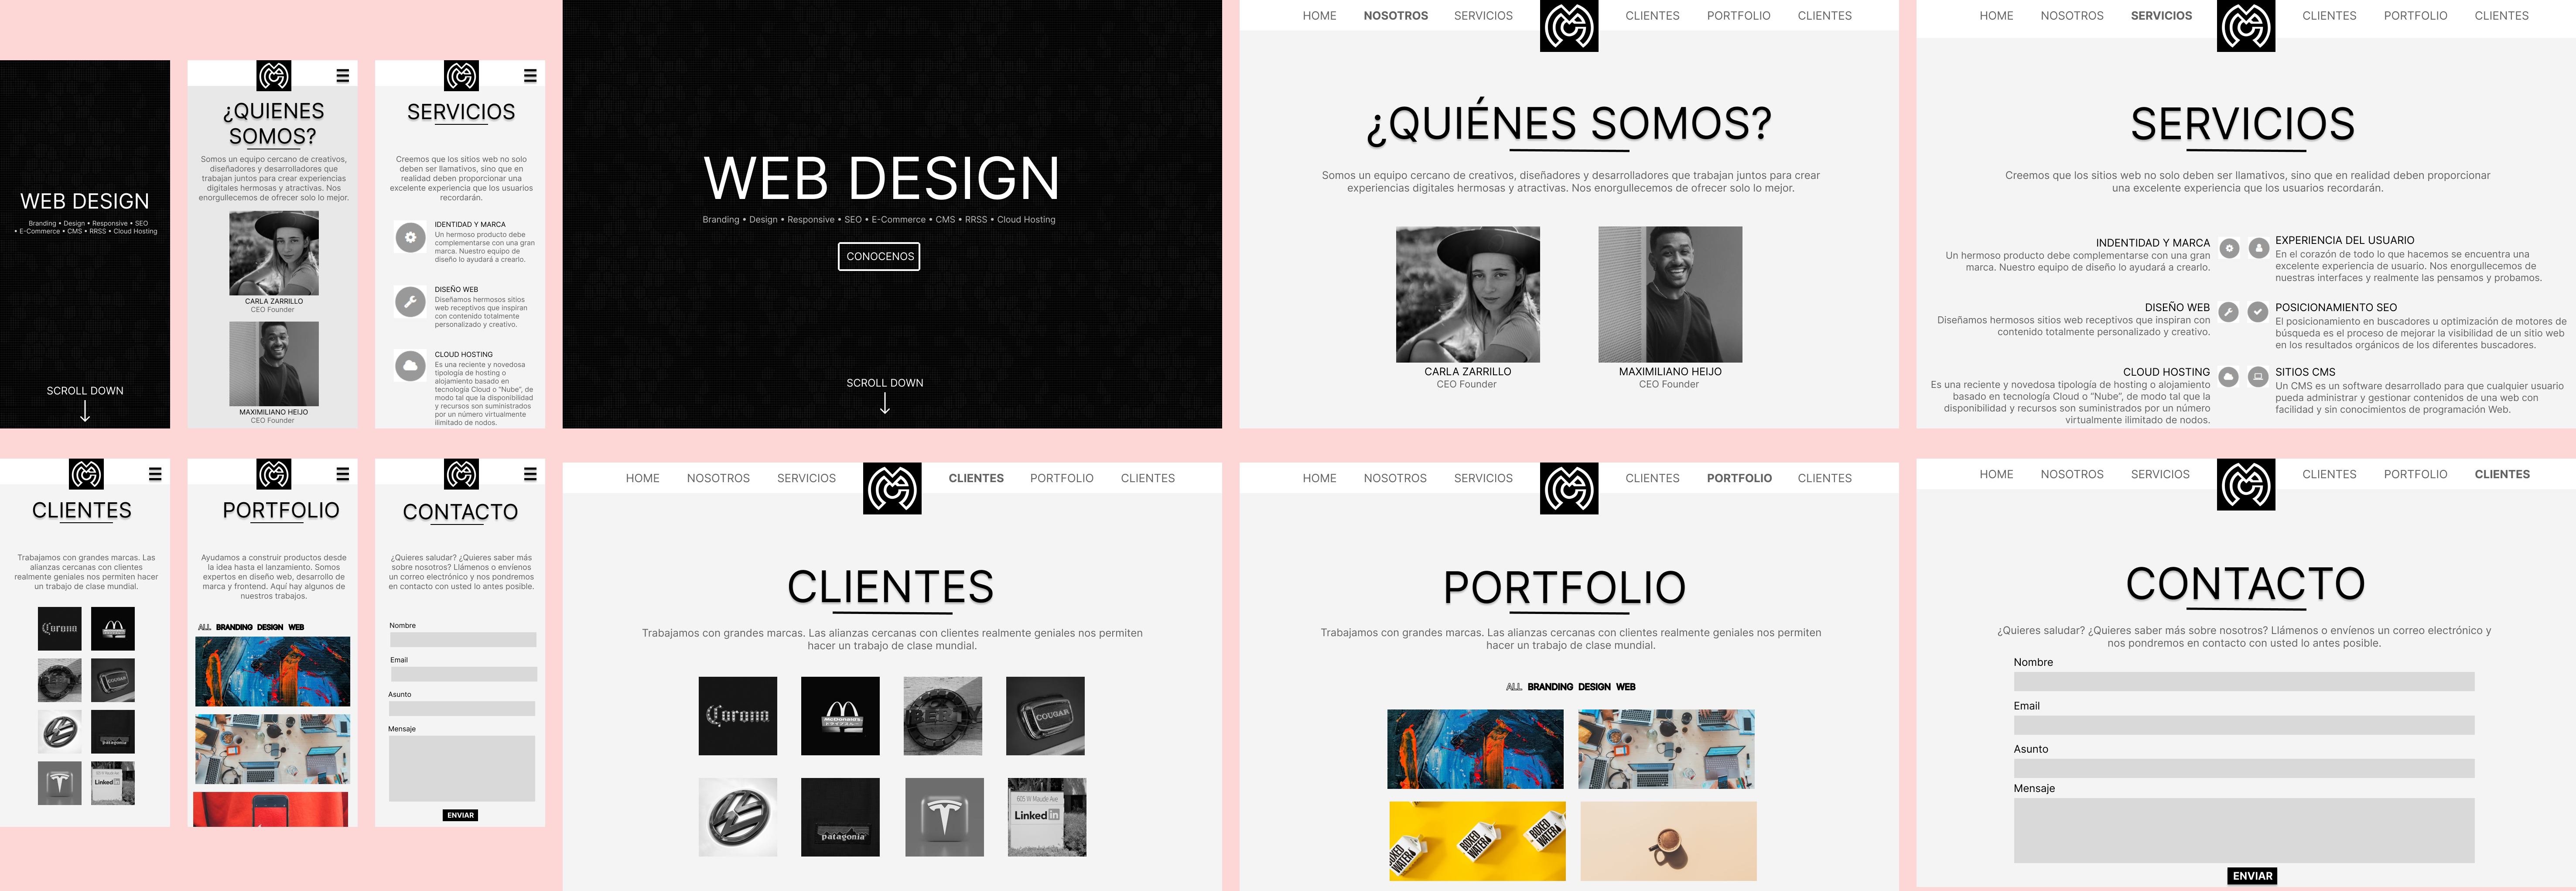 WEB DESIGN
Branding • Design • Responsive • SEO
• E-Commerce • CMS • RRSS • Cloud Hosting
SCROLL DOWN
¿QUIENES
SOMOS?
Somos un equipo cercano de creativos,
diseñadores y desarrolladores que
trabajan juntos para crear experiencias
digitales hermosas y atractivas. Nos
enorgullecemos de ofrecer solo lo mejor.
CARLA ZARRILLO
CEO Founder
MAXIMILIANO HEIJO
CEO Founder
SERVICIOS
Creemos que los sitios web no solo
deben ser llamativos, sino que en
realidad deben proporcionar una
excelente experiencia que los usuarios
recordarán.
IDENTIDAD Y MARCA
Un hermoso producto debe
complementarse con una gran
marca. Nuestro equipo de
diseño lo ayudará a crearlo.
DISEÑO WEB
Diseñamos hermosos sitios
web receptivos que inspiran
con contenido totalmente
personalizado y creativo.
CLOUD HOSTING
Es una reciente y novedosa
tipología de hosting o
alojamiento basado en
tecnología Cloud o “Nube”, de
modo tal que la disponibilidad
y recursos son suministrados
por un número virtualmente
ilimitado de nodos.
WEB DESIGN
Branding • Design • Responsive • SEO • E-Commerce • CMS • RRSS • Cloud Hosting
CONOCENOS
SCROLL DOWN
HOME NOSOTROS SERVICIOS CLIENTES PORTFOLIO CLIENTES
¿QUIÉNES SOMOS?
Somos un equipo cercano de creativos, diseñadores y desarrolladores que trabajan juntos para crear
experiencias digitales hermosas y atractivas. Nos enorgullecemos de ofrecer solo lo mejor.
CARLA ZARRILLO
CEO Founder
MAXIMILIANO HEIJO
CEO Founder
HOME NOSOTROS SERVICIOS CLIENTES PORTFOLIO CLIENTES
SERVICIOS
Creemos que los sitios web no solo deben ser llamativos, sino que en realidad deben proporcionar
una excelente experiencia que los usuarios recordarán.
INDENTIDAD Y MARCA
Un hermoso producto debe complementarse con una gran
marca. Nuestro equipo de diseño lo ayudará a crearlo.
EXPERIENCIA DEL USUARIO
En el corazón de todo lo que hacemos se encuentra una
excelente experiencia de usuario. Nos enorgullecemos de
nuestras interfaces y realmente las pensamos y probamos.
DISEÑO WEB
Diseñamos hermosos sitios web receptivos que inspiran con
contenido totalmente personalizado y creativo.
POSICIONAMIENTO SEO
El posicionamiento en buscadores u optimización de motores de
búsqueda es el proceso de mejorar la visibilidad de un sitio web
en los resultados orgánicos de los diferentes buscadores.
CLOUD HOSTING
Es una reciente y novedosa tipología de hosting o alojamiento
basado en tecnología Cloud o “Nube”, de modo tal que la
disponibilidad y recursos son suministrados por un número
virtualmente ilimitado de nodos.
SITIOS CMS
Un CMS es un software desarrollado para que cualquier usuario
pueda administrar y gestionar contenidos de una web con
facilidad y sin conocimientos de programación Web.
CLIENTES
Trabajamos con grandes marcas. Las
alianzas cercanas con clientes
realmente geniales nos permiten hacer
un trabajo de clase mundial.
Corona
COUGAR
patagonia
Linked in
PORTFOLIO
Ayudamos a construir productos desde
la idea hasta el lanzamiento. Somos
expertos en diseño web, desarrollo de
marca y frontend. Aquí hay algunos de
nuestros trabajos.
ALL BRANDING DESIGN WEB
CONTACTO
¿Quieres saludar? ¿Quieres saber más
sobre nosotros? Llámenos o envíenos
un correo electrónico y nos pondremos
en contacto con usted lo antes posible.
Nombre
Email
Asunto
Mensaje
ENVIAR
HOME NOSOTROS SERVICIOS CLIENTES PORTFOLIO CLIENTES
CLIENTES
Trabajamos con grandes marcas. Las alianzas cercanas con clientes realmente geniales nos permiten
hacer un trabajo de clase mundial.
Corona
McDonald's
COUGAR
patagonia
605 W Maude Ave
Linked in
HOME NOSOTROS SERVICIOS CLIENTES PORTFOLIO CLIENTES
PORTFOLIO
Trabajamos con grandes marcas. Las alianzas cercanas con clientes realmente geniales nos permiten
hacer un trabajo de clase mundial.
ALL BRANDING DESIGN WEB
BOXED WATER
BOXED WATER
BOXED WATER
HOME NOSOTROS SERVICIOS CLIENTES PORTFOLIO CLIENTES
CONTACTO
¿Quieres saludar? ¿Quieres saber más sobre nosotros? Llámenos o envíenos un correo electrónico y
nos pondremos en contacto con usted lo antes posible.
Nombre
Email
Asunto
Mensaje
ENVIAR